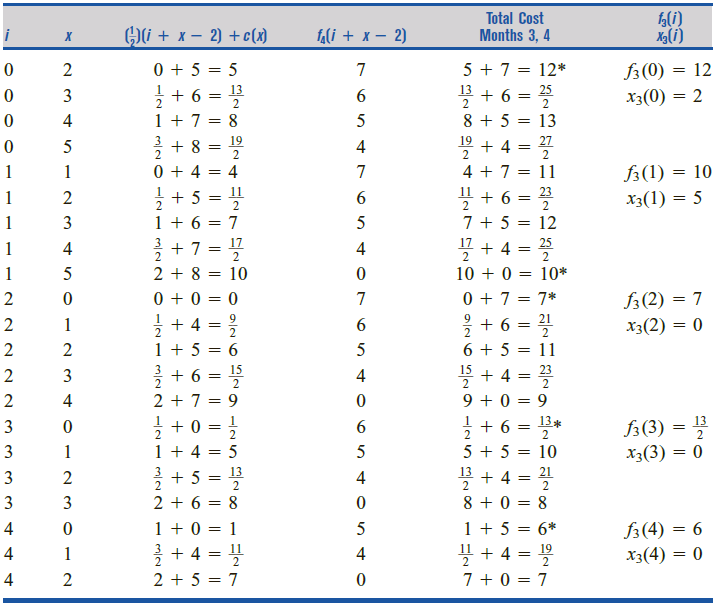 Total Cost f₃(i)
i x (½)(i + x − 2) + c(x) f₄(i + x − 2) Months 3, 4 x₃(i)
0 2 0 + 5 = 5 7 5 + 7 = 12* f₃(0) = 12
0 3 1/2 + 6 = 13/2 6 13/2 + 6 = 25/2 x₃(0) = 2
0 4 1 + 7 = 8 5 8 + 5 = 13
0 5 3/2 + 8 = 19/2 4 19/2 + 4 = 27/2
1 1 0 + 4 = 4 7 4 + 7 = 11 f₃(1) = 10
1 2 1/2 + 5 = 11/2 6 11/2 + 6 = 23/2 x₃(1) = 5
1 3 1 + 6 = 7 5 7 + 5 = 12
1 4 3/2 + 7 = 17/2 4 17/2 + 4 = 25/2
1 5 2 + 8 = 10 0 10 + 0 = 10*
2 0 0 + 0 = 0 7 0 + 7 = 7* f₃(2) = 7
2 1 1/2 + 4 = 9/2 6 9/2 + 6 = 21/2 x₃(2) = 0
2 2 1 + 5 = 6 5 6 + 5 = 11
2 3 3/2 + 6 = 15/2 4 15/2 + 4 = 23/2
2 4 2 + 7 = 9 0 9 + 0 = 9
3 0 1/2 + 0 = 1/2 6 1/2 + 6 = 13/2* f₃(3) = 13/2
3 1 1 + 4 = 5 5 5 + 5 = 10 x₃(3) = 0
3 2 3/2 + 5 = 13/2 4 13/2 + 4 = 21/2
3 3 2 + 6 = 8 0 8 + 0 = 8
4 0 1 + 0 = 1 5 1 + 5 = 6* f₃(4) = 6
4 1 3/2 + 4 = 11/2 4 11/2 + 4 = 19/2 x₃(4) = 0
4 2 2 + 5 = 7 0 7 + 0 = 7